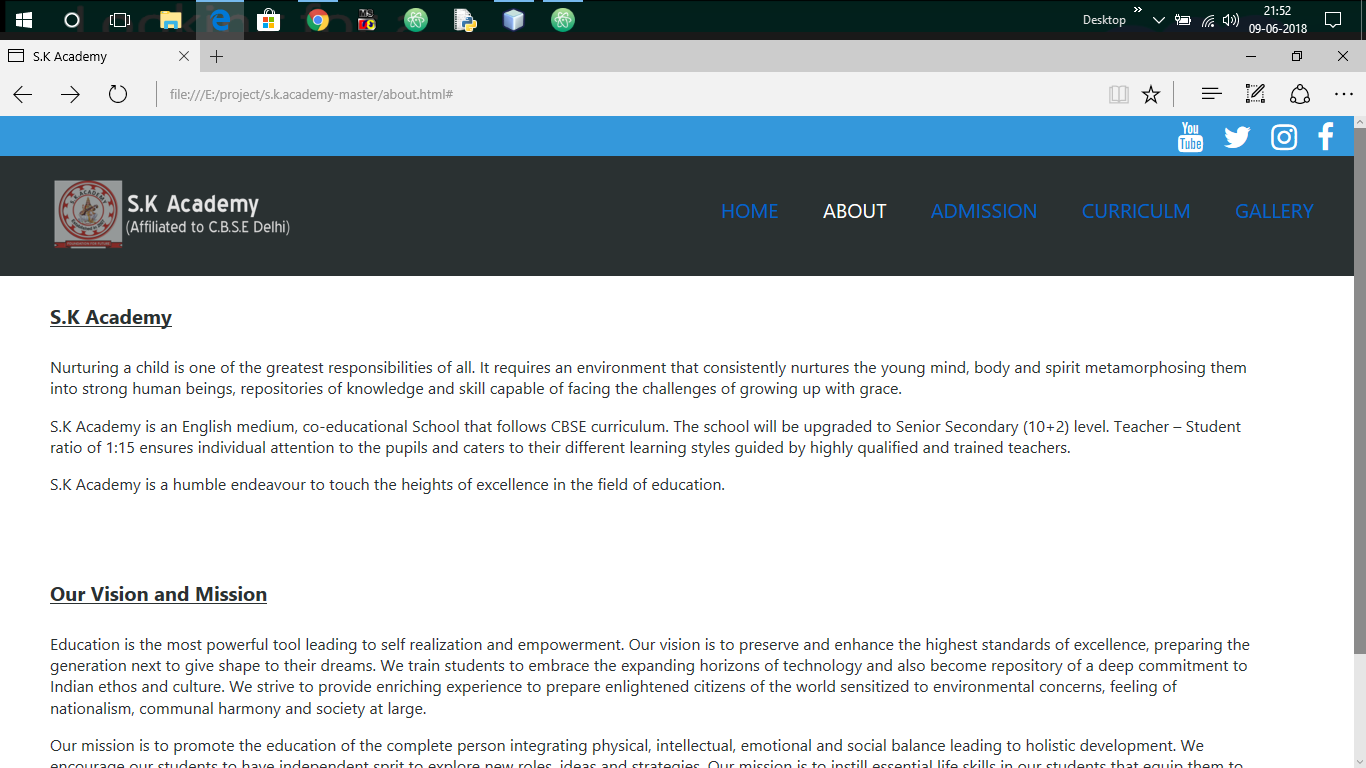 Desktop
21:52
09-06-2018
S.K Academy
file:///E:/project/s.k.academy-master/about.html#
You
Tube
S.K Academy
(Affiliated to C.B.S.E Delhi)
HOME ABOUT ADMISSION CURRICULM GALLERY
S.K Academy
Nurturing a child is one of the greatest responsibilities of all. It requires an environment that consistently nurtures the young mind, body and spirit metamorphosing them
into strong human beings, repositories of knowledge and skill capable of facing the challenges of growing up with grace.
S.K Academy is an English medium, co-educational School that follows CBSE curriculum. The school will be upgraded to Senior Secondary (10+2) level. Teacher – Student
ratio of 1:15 ensures individual attention to the pupils and caters to their different learning styles guided by highly qualified and trained teachers.
S.K Academy is a humble endeavour to touch the heights of excellence in the field of education.
Our Vision and Mission
Education is the most powerful tool leading to self realization and empowerment. Our vision is to preserve and enhance the highest standards of excellence, preparing the
generation next to give shape to their dreams. We train students to embrace the expanding horizons of technology and also become repository of a deep commitment to
Indian ethos and culture. We strive to provide enriching experience to prepare enlightened citizens of the world sensitized to environmental concerns, feeling of
nationalism, communal harmony and society at large.
Our mission is to promote the education of the complete person integrating physical, intellectual, emotional and social balance leading to holistic development. We
encourage our students to have independent sprit to explore new roles, ideas and strategies. Our mission is to instill essential life skills in our students that equip them to